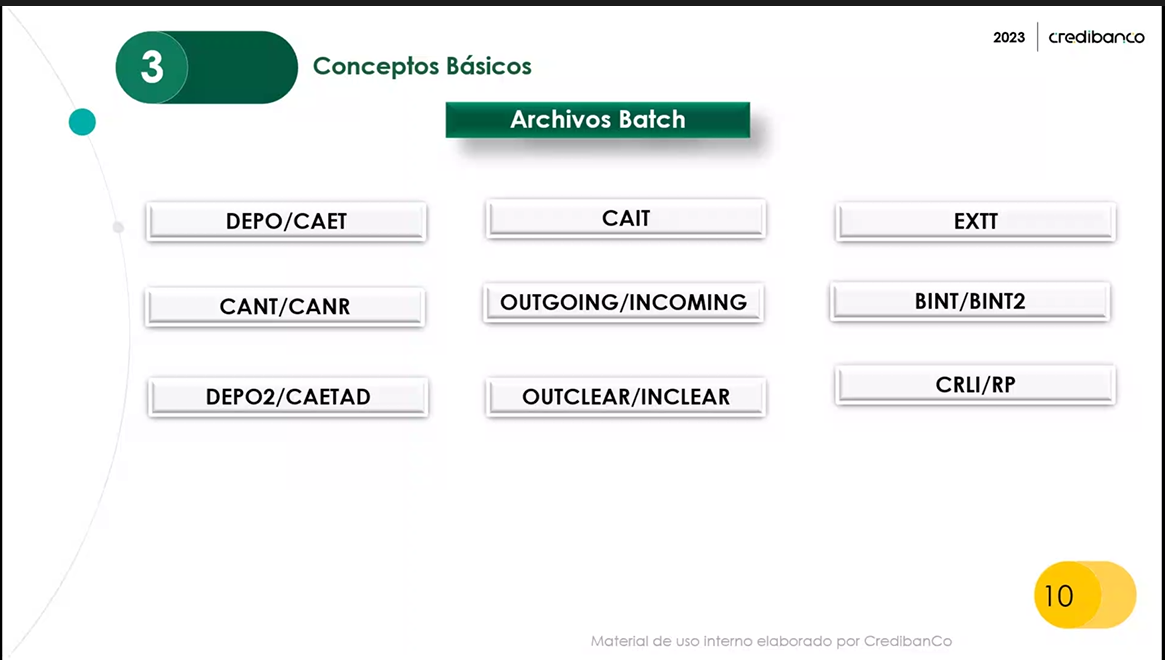 2023 credibanco
3 Conceptos Básicos
Archivos Batch
DEPO/CAET
CAIT
EXTT
CANT/CANR
OUTGOING/INCOMING
BINT/BINT2
DEPO2/CAETAD
OUTCLEAR/INCLEAR
CRLI/RP
10
Material de uso interno elaborado por CredibanCo